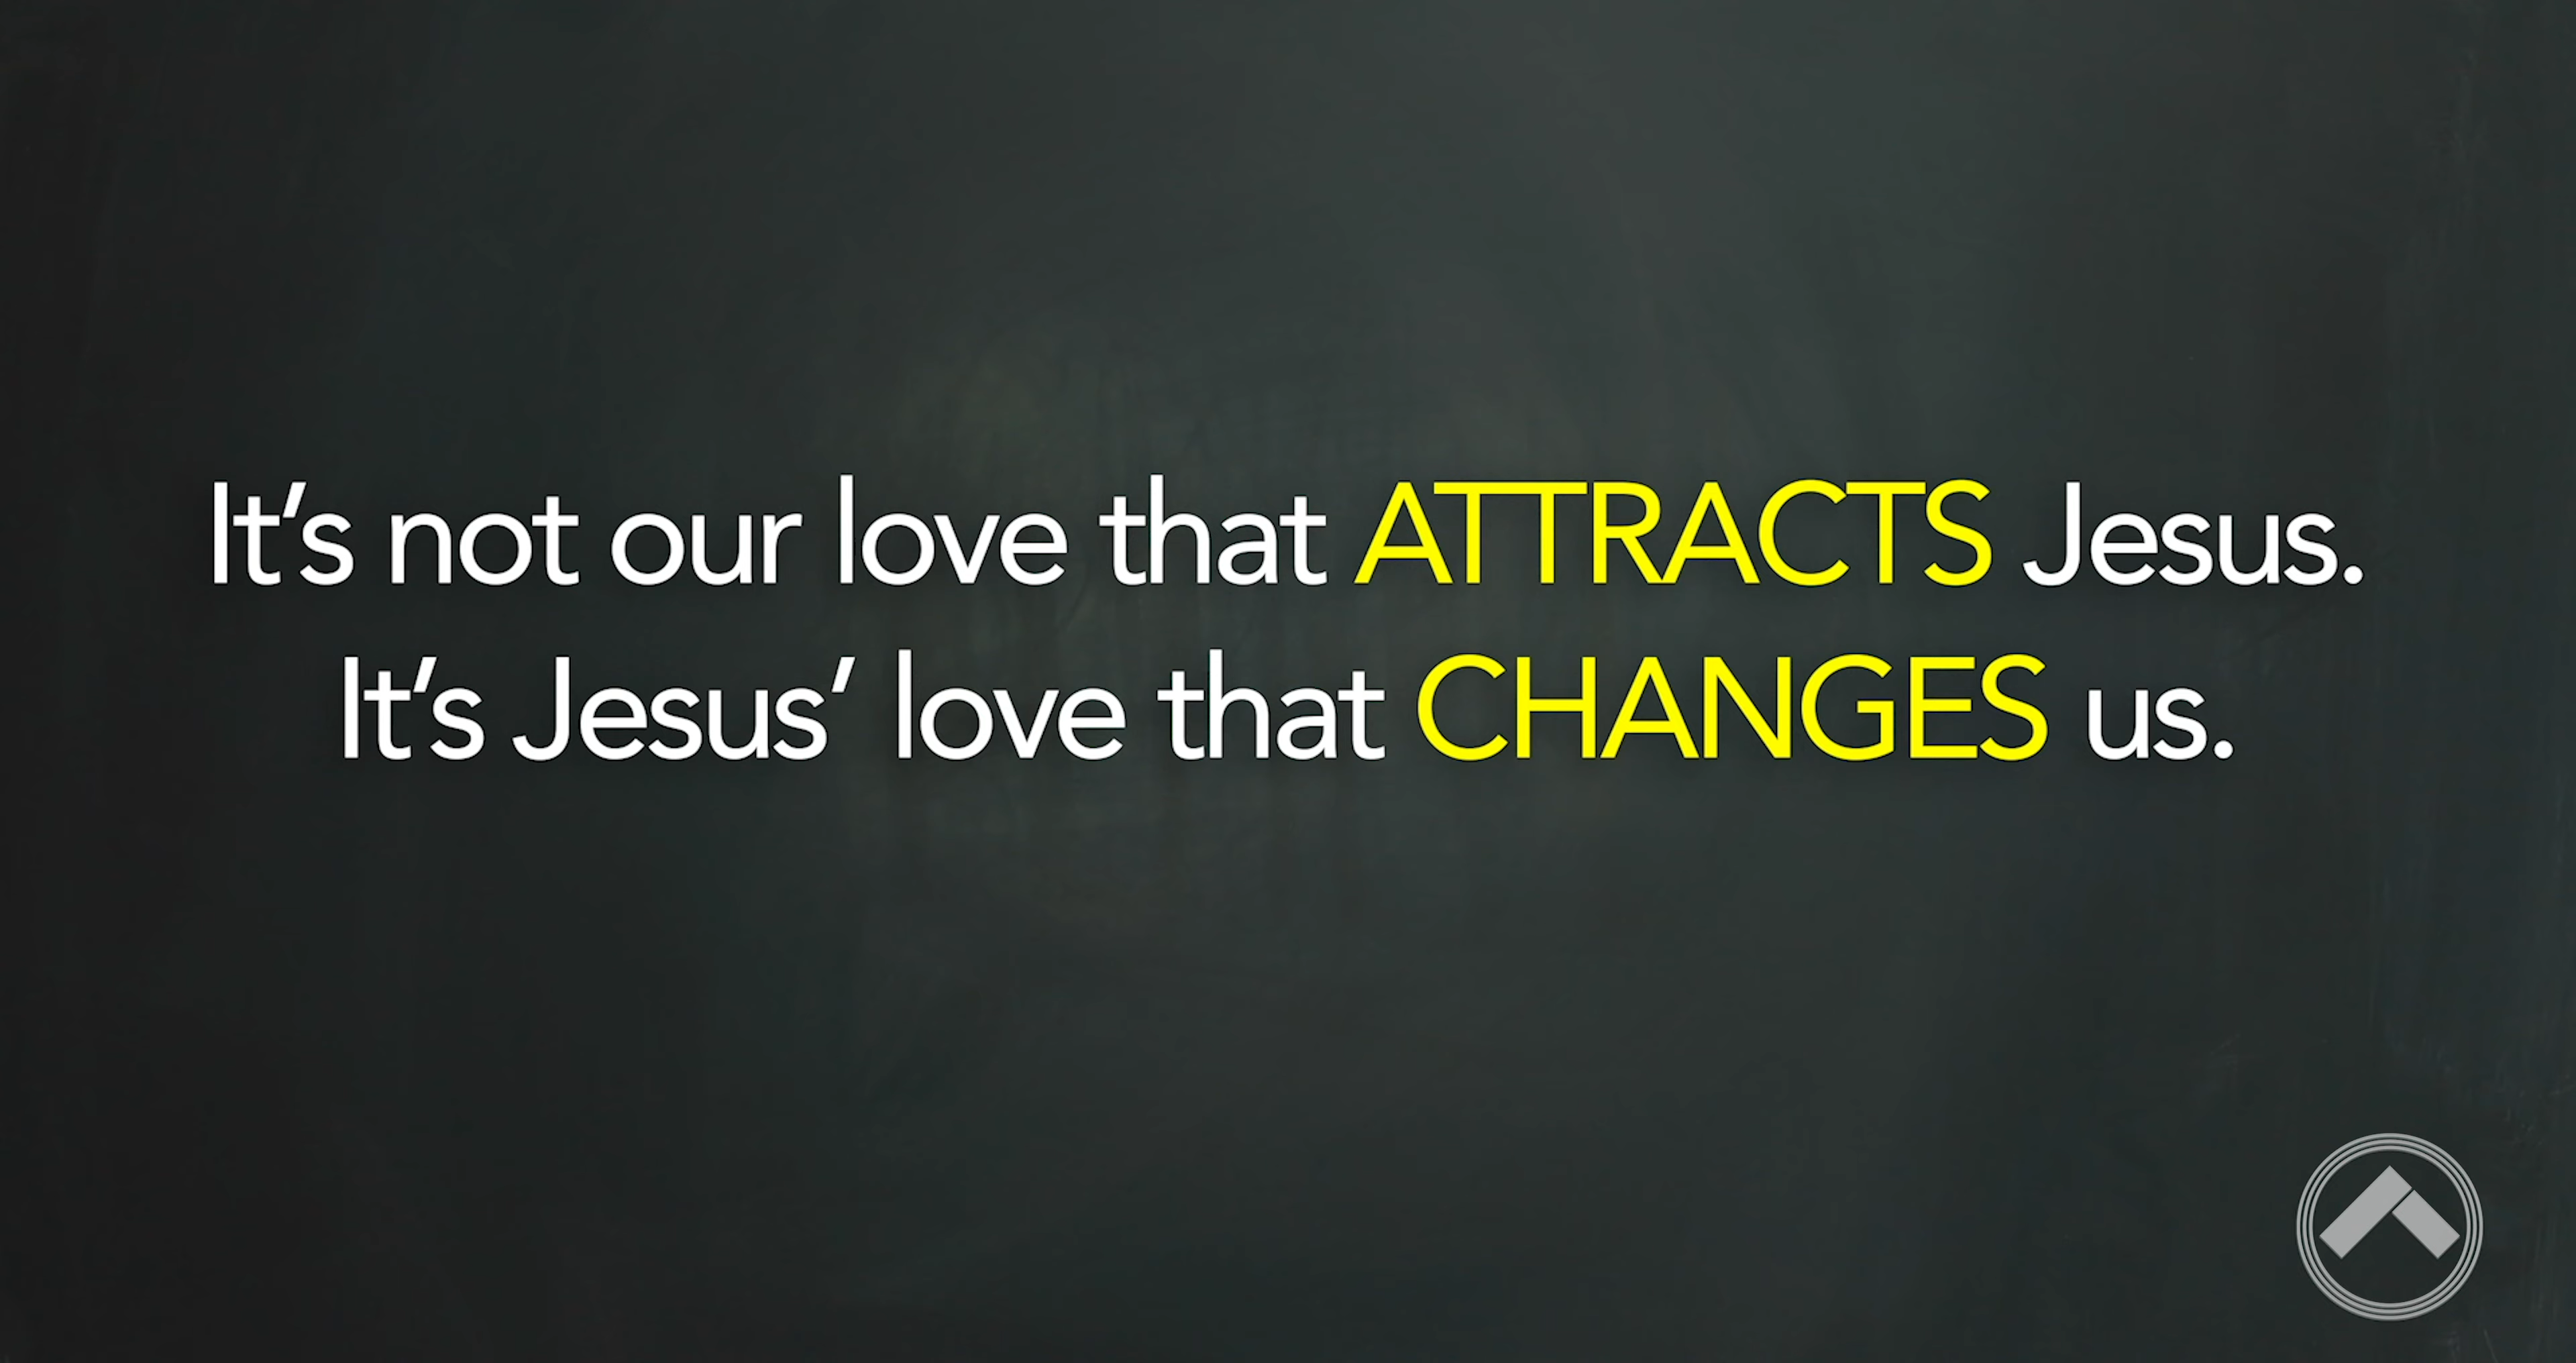 It’s not our love that ATTRACTS Jesus.
It’s Jesus’ love that CHANGES us.